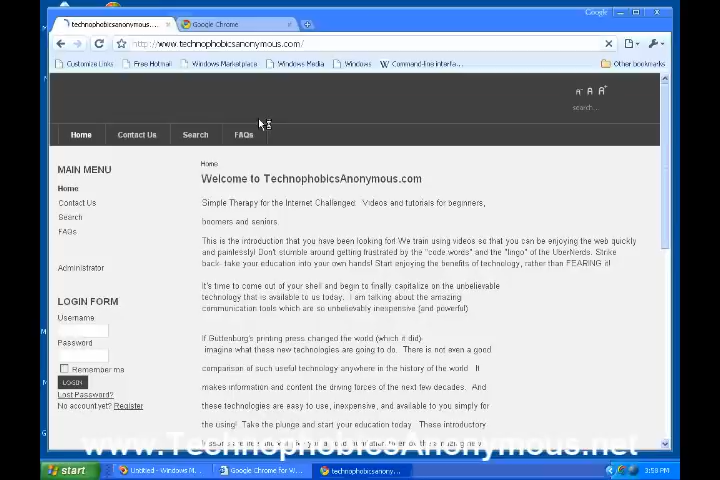 Google
technophobicsanonymous....
Google Chrome
http://www.technophobicsanonymous.com/
Customize Links
Free Hotmail
Windows Marketplace
Windows Media
Windows
W Command-line interfa...
Other bookmarks
A- A A+
search...
Home
Contact Us
Search
FAQs
MAIN MENU
Home
Contact Us
Search
FAQs
Administrator
LOGIN FORM
Username
Password
Remember me
LOGIN
Lost Password?
No account yet? Register
Home
Welcome to TechnophobicsAnonymous.com
Simple Therapy for the Internet Challenged. Videos and tutorials for beginners,
boomers and seniors.
This is the introduction that you have been looking for! We train using videos so that you can be enjoying the web quickly
and painlessly! Don't stumble around getting frustrated by the "code words" and the "lingo" of the UberNerds. Strike
back- take your education into your own hands! Start enjoying the benefits of technology, rather than FEARING it!
It's time to come out of your shell and begin to finally capitalize on the unbelievable
technology that is available to us today. I am talking about the amazing
communication tools which are so unbelievably inexpensive (and powerful)
If Guttenburg's printing press changed the world (which it did)
imagine what these new technologies are going to do. There is not even a good
comparison of such useful technology anywhere in the history of the world. It
makes information and content the driving forces of the next few decades. And
these technologies are easy to use, inexpensive, and available to you simply for
the using! Take the plunge and start your education today. These introductory
www.TechnophobicsAnonymous.net
start
Untitled - Windows M...
Google Chrome for W...
technophobicsanony...
3:59 PM